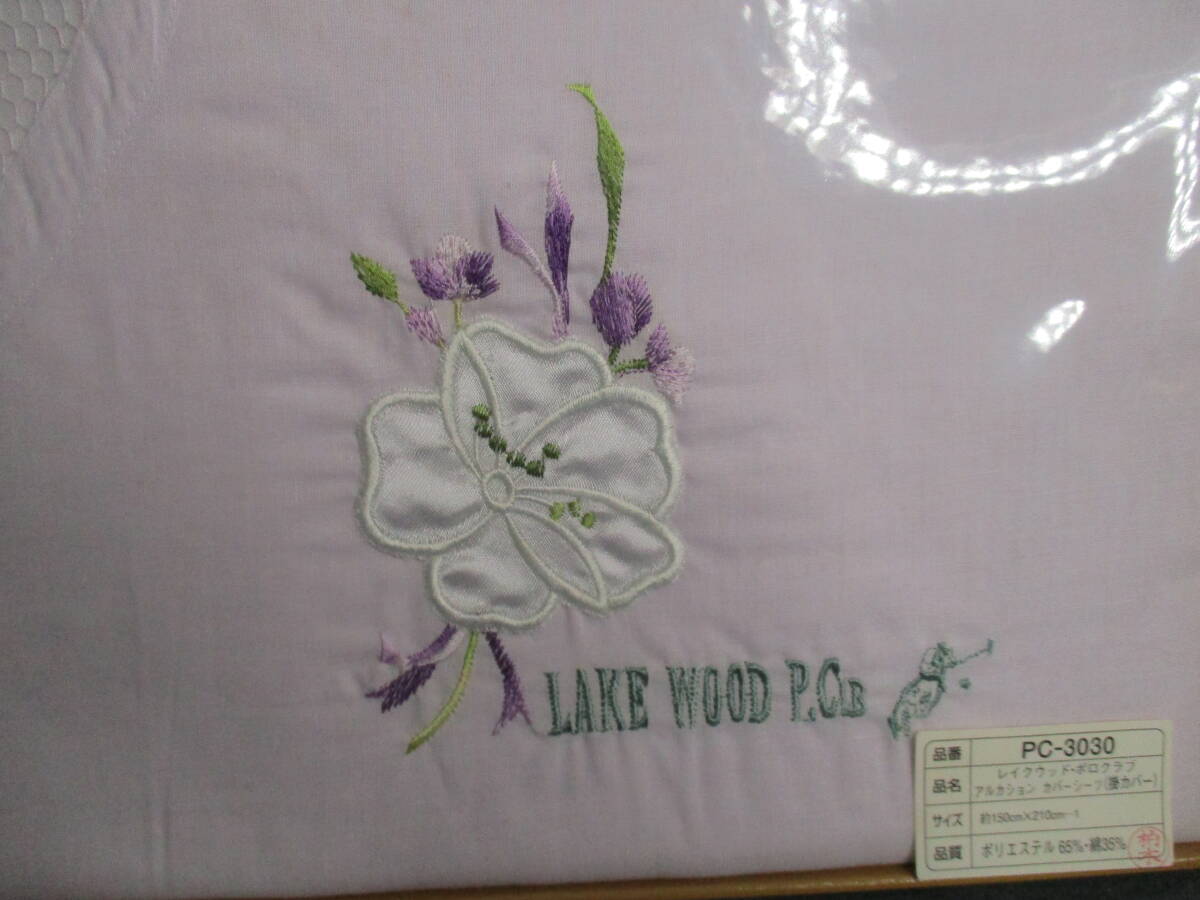 LAKE WOOD P.CLB
品番 PC-3030
品名 レイクウッド・ポロクラブ
アルカション カバーシーツ(掛カバー)
サイズ 約150cm×210cm…1
品質 ポリエステル65%・綿35%